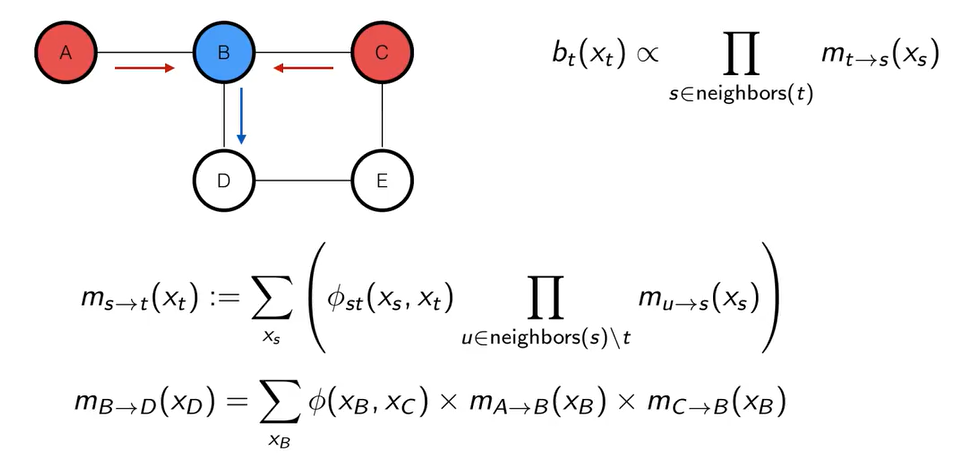 A B C
b_t(x_t) ∝ ∏_{s∈neighbors(t)} m_{t→s}(x_s)
D E
m_{s→t}(x_t) := ∑_{x_s} ( ϕ_{st}(x_s, x_t) ∏_{u∈neighbors(s)\t} m_{u→s}(x_s) )
m_{B→D}(x_D) = ∑_{x_B} ϕ(x_B, x_C) × m_{A→B}(x_B) × m_{C→B}(x_B)